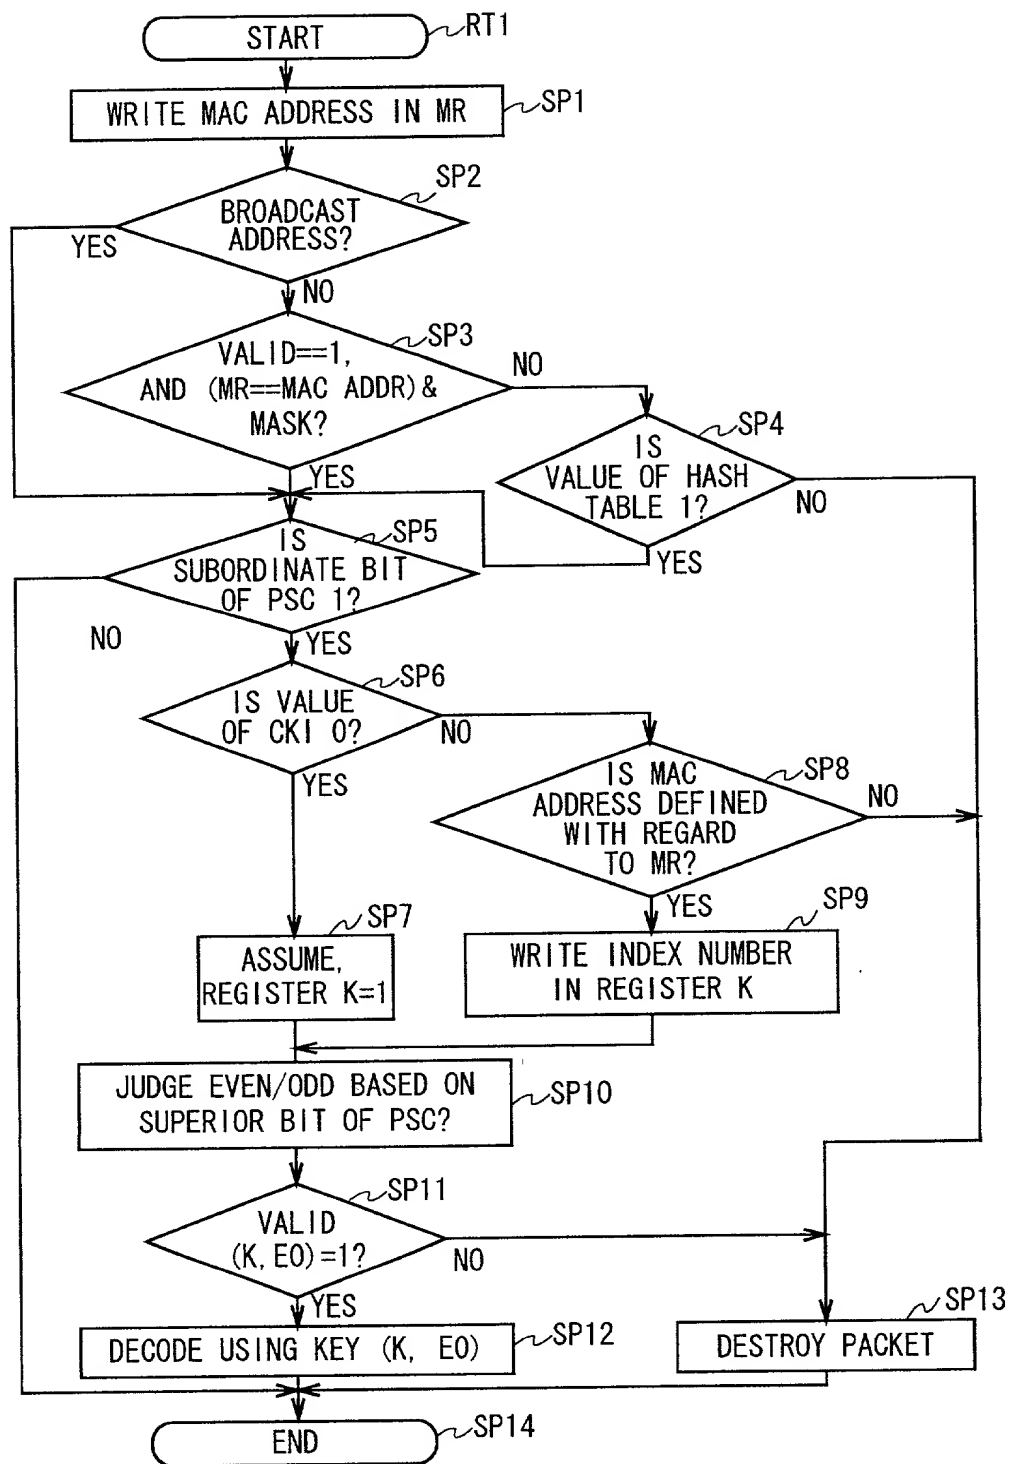 START
RT1
WRITE MAC ADDRESS IN MR
SP1
SP2
BROADCAST
ADDRESS?
YES
NO
SP3
VALID==1,
AND (MR==MAC ADDR)&
MASK?
NO
YES
SP4
IS
VALUE OF HASH
TABLE 1?
NO
YES
SP5
IS
SUBORDINATE BIT
OF PSC 1?
NO
YES
SP6
IS VALUE
OF CKI 0?
NO
YES
SP8
IS MAC
ADDRESS DEFINED
WITH REGARD
TO MR?
NO
YES
SP7
ASSUME,
REGISTER K=1
SP9
WRITE INDEX NUMBER
IN REGISTER K
JUDGE EVEN/ODD BASED ON
SUPERIOR BIT OF PSC?
SP10
SP11
VALID
(K, EO)=1?
NO
YES
DECODE USING KEY (K, EO)
SP12
SP13
DESTROY PACKET
END
SP14